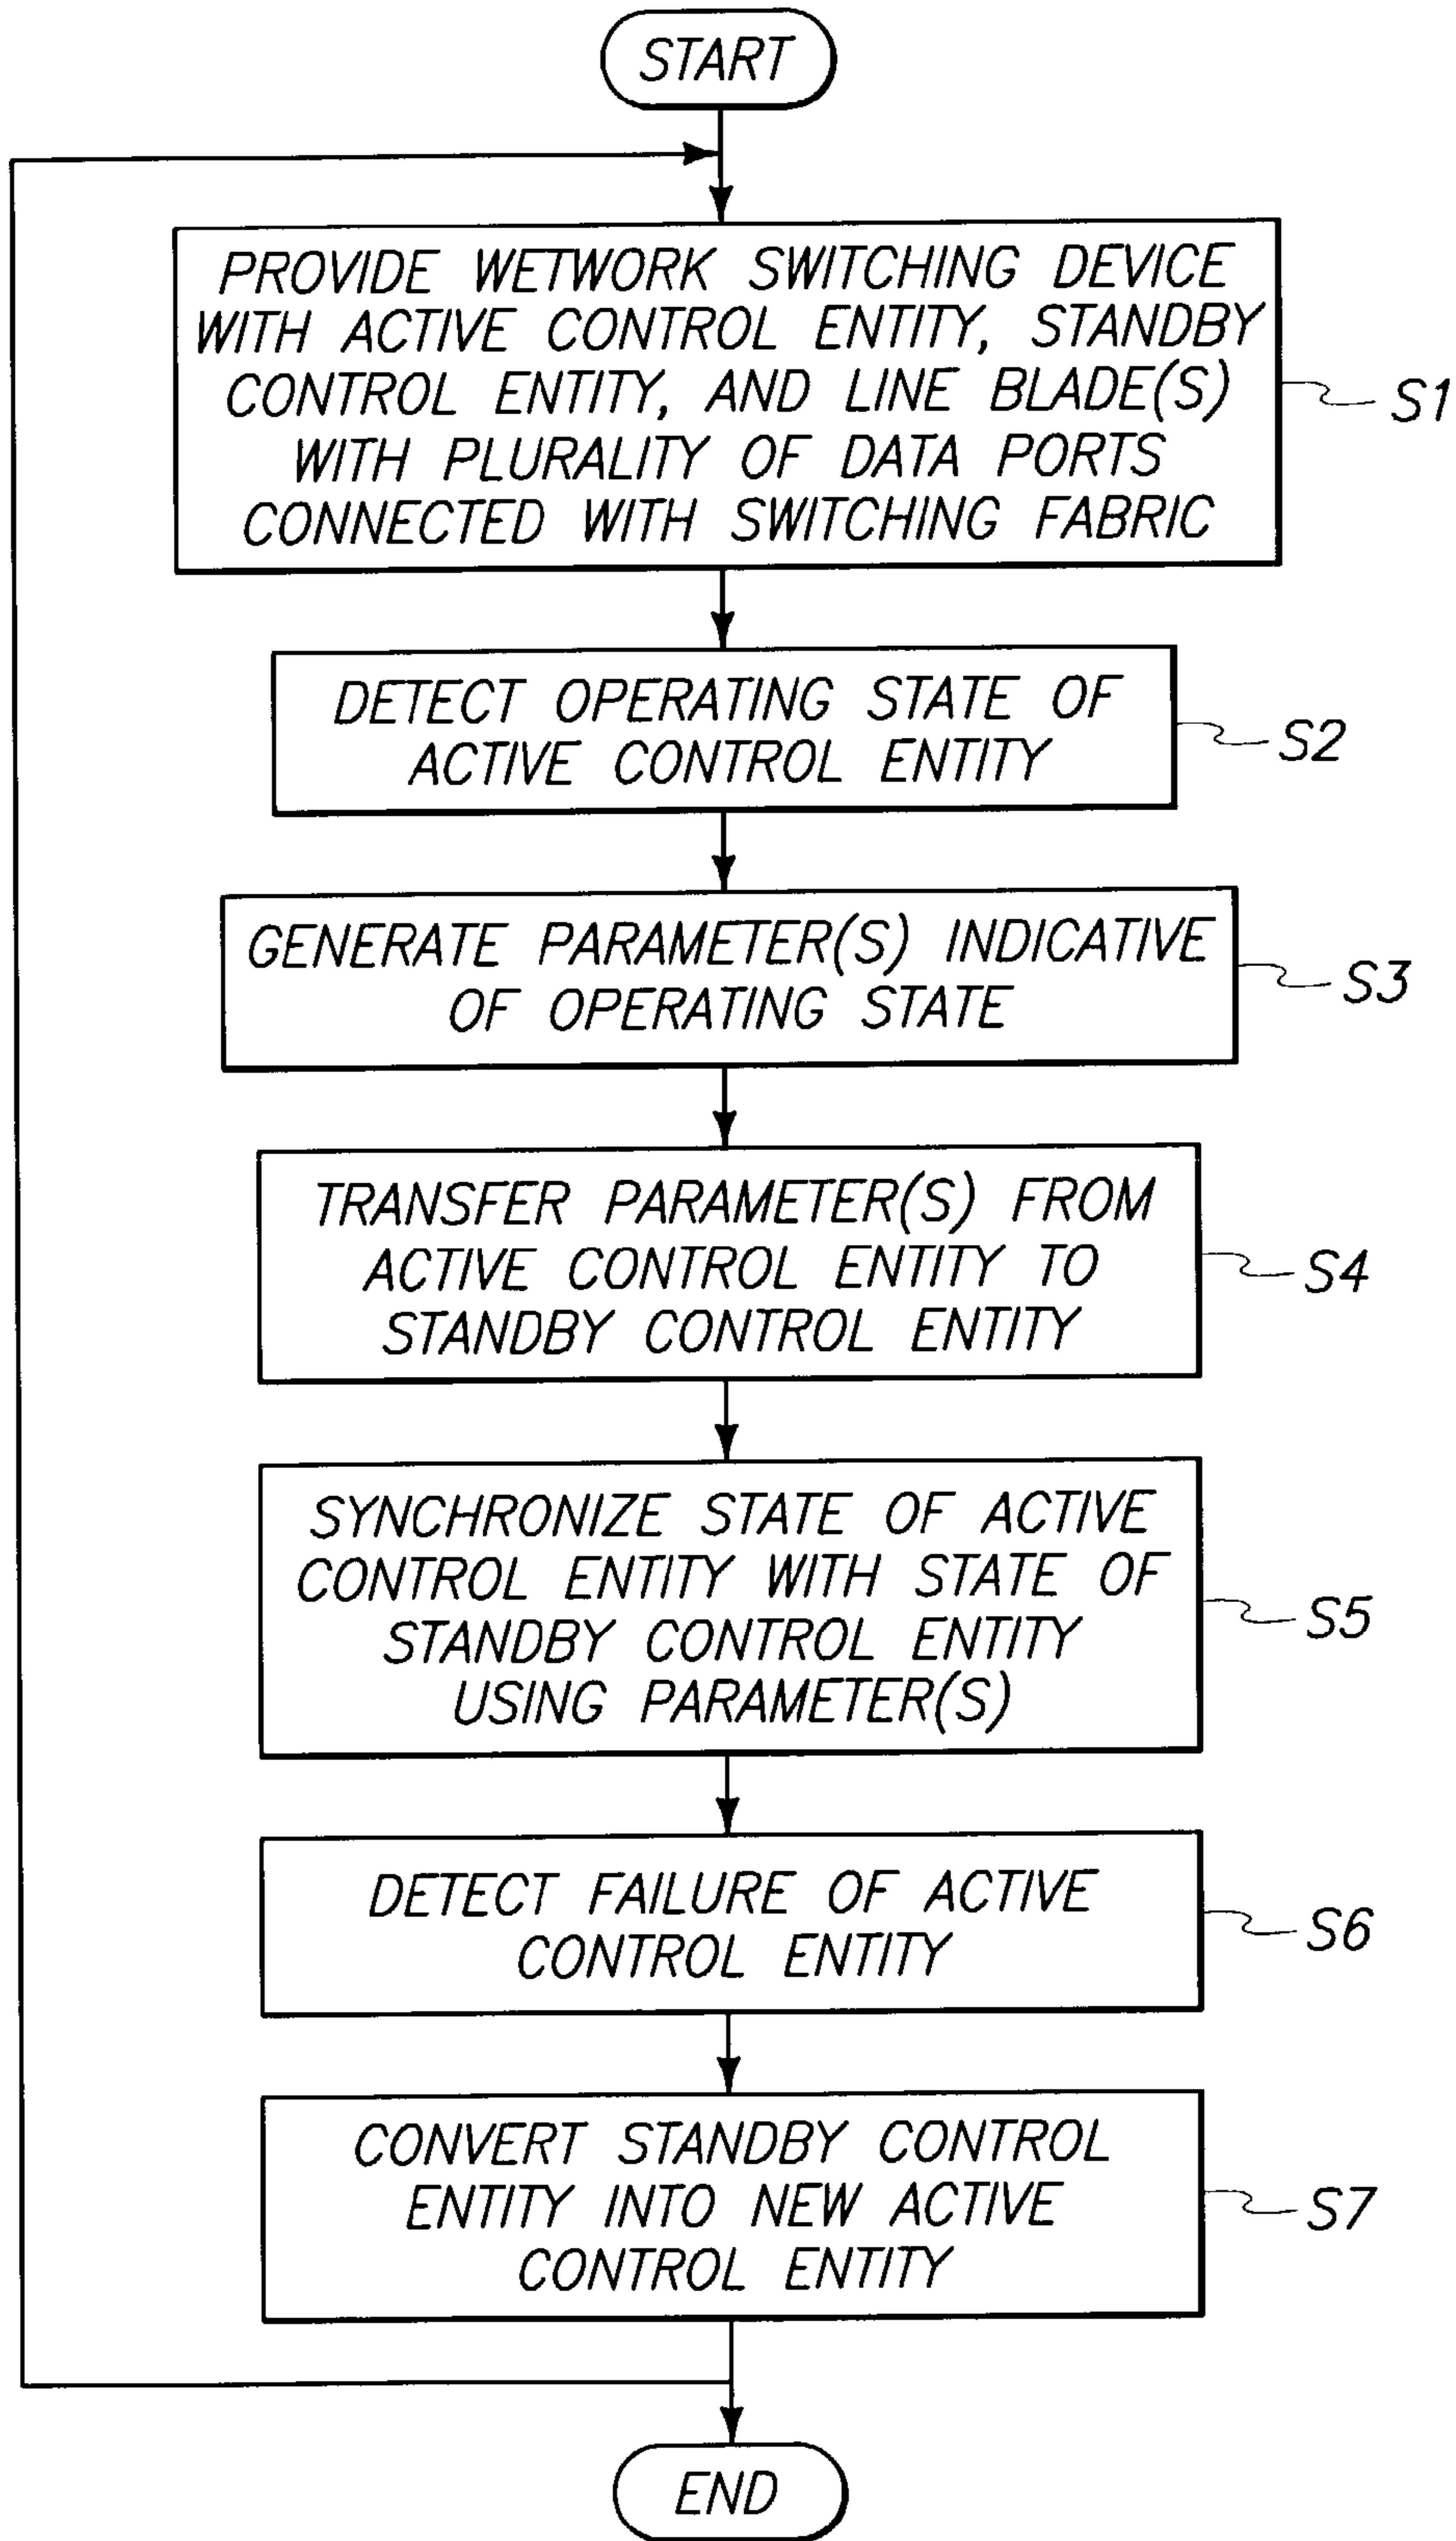 START
PROVIDE WETWORK SWITCHING DEVICE
WITH ACTIVE CONTROL ENTITY, STANDBY
CONTROL ENTITY, AND LINE BLADE(S)
WITH PLURALITY OF DATA PORTS
CONNECTED WITH SWITCHING FABRIC
S1
DETECT OPERATING STATE OF
ACTIVE CONTROL ENTITY
S2
GENERATE PARAMETER(S) INDICATIVE
OF OPERATING STATE
S3
TRANSFER PARAMETER(S) FROM
ACTIVE CONTROL ENTITY TO
STANDBY CONTROL ENTITY
S4
SYNCHRONIZE STATE OF ACTIVE
CONTROL ENTITY WITH STATE OF
STANDBY CONTROL ENTITY
USING PARAMETER(S)
S5
DETECT FAILURE OF ACTIVE
CONTROL ENTITY
S6
CONVERT STANDBY CONTROL
ENTITY INTO NEW ACTIVE
CONTROL ENTITY
S7
END